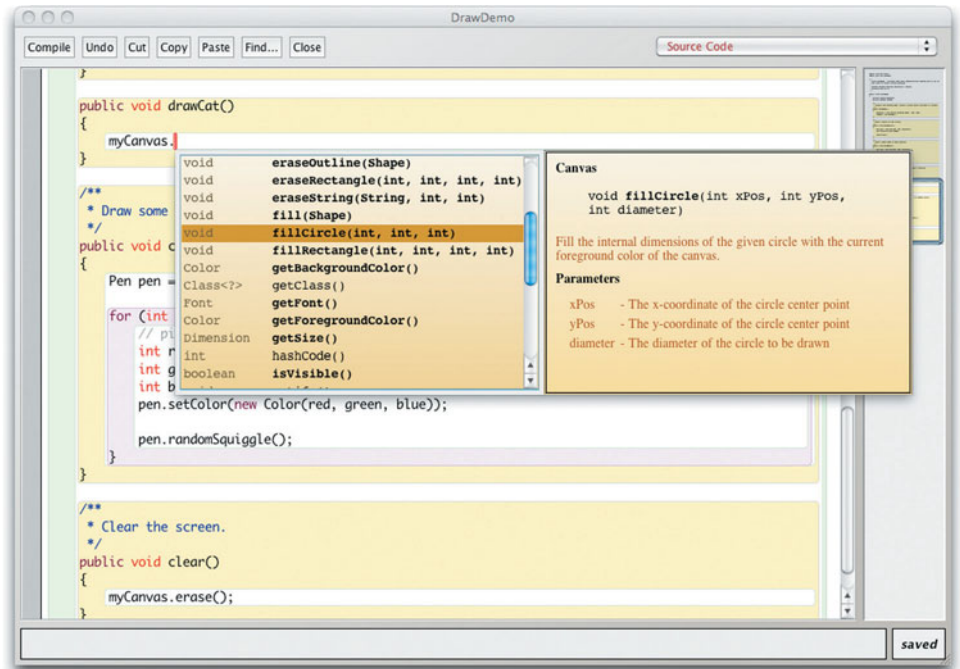 DrawDemo
Compile Undo Cut Copy Paste Find... Close
Source Code
}
public void drawCat()
{
myCanvas.
}
/**
* Draw some
*/
public void c
{
Pen pen =
for (int
// pi
int r
int g
int b
pen.setColor(new Color(red, green, blue));
pen.randomSquiggle();
}
}
/**
* Clear the screen.
*/
public void clear()
{
myCanvas.erase();
}
void eraseOutline(Shape)
void eraseRectangle(int, int, int, int)
void eraseString(String, int, int)
void fill(Shape)
void fillCircle(int, int, int)
void fillRectangle(int, int, int, int)
Color getBackgroundColor()
Class<?> getClass()
Font getFont()
Color getForegroundColor()
Dimension getSize()
int hashCode()
boolean isVisible()
Canvas
void fillCircle(int xPos, int yPos,
int diameter)
Fill the internal dimensions of the given circle with the current
foreground color of the canvas.
Parameters
xPos - The x-coordinate of the circle center point
yPos - The y-coordinate of the circle center point
diameter - The diameter of the circle to be drawn
saved